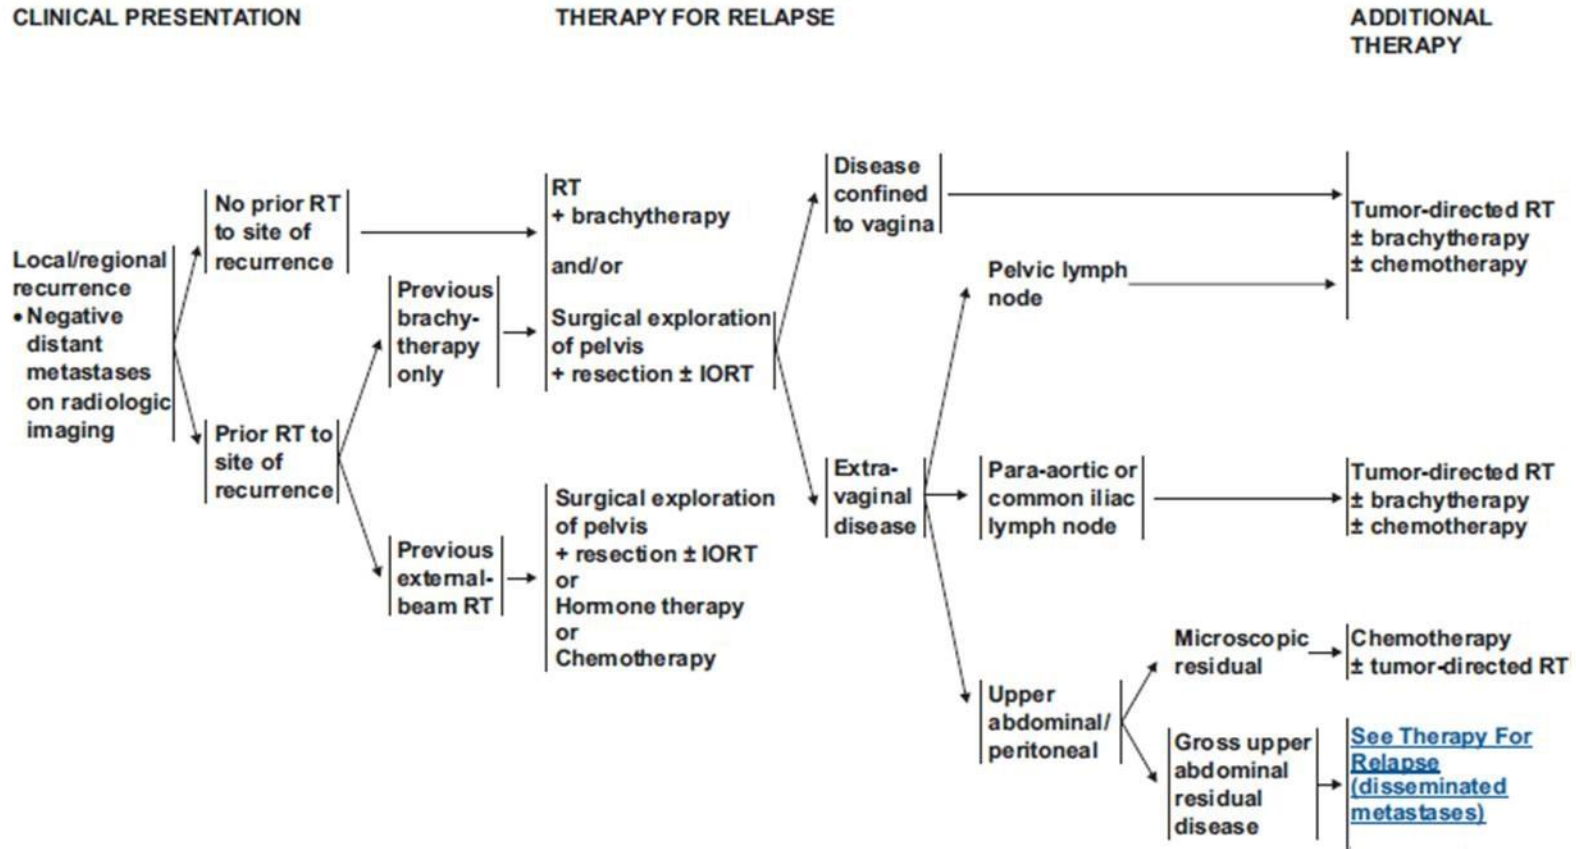 CLINICAL PRESENTATION
THERAPY FOR RELAPSE
ADDITIONAL
THERAPY
Local/regional
recurrence
• Negative
distant
metastases
on radiologic
imaging
No prior RT
to site of
recurrence
Prior RT to
site of
recurrence
Previous
brachy-
therapy
only
Previous
external-
beam RT
RT
+ brachytherapy
and/or
Surgical exploration
of pelvis
+ resection ± IORT
Surgical exploration
of pelvis
+ resection ± IORT
or
Hormone therapy
or
Chemotherapy
Disease
confined
to vagina
Extra-
vaginal
disease
Pelvic lymph
node
Para-aortic or
common iliac
lymph node
Upper
abdominal/
peritoneal
Microscopic
residual
Gross upper
abdominal
residual
disease
Tumor-directed RT
± brachytherapy
± chemotherapy
Tumor-directed RT
± brachytherapy
± chemotherapy
Chemotherapy
± tumor-directed RT
See Therapy For
Relapse
(disseminated
metastases)